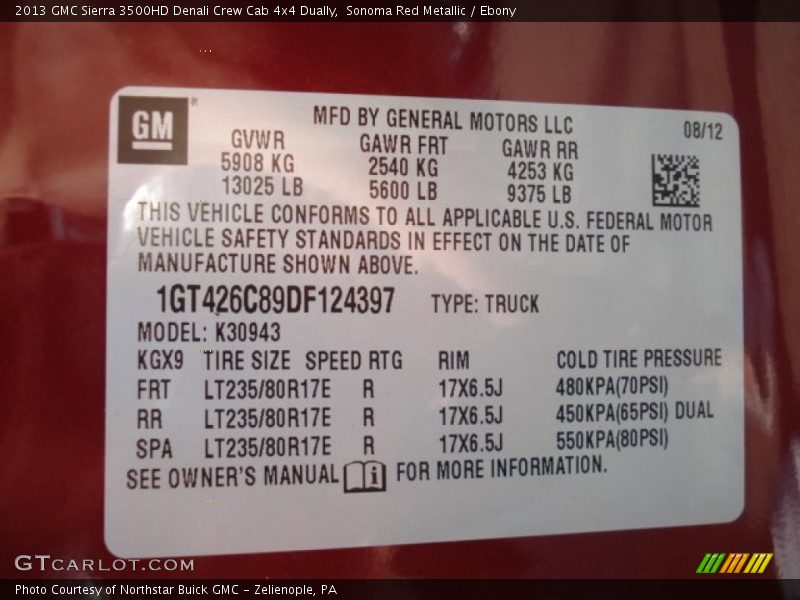 2013 GMC Sierra 3500HD Denali Crew Cab 4x4 Dually,  Sonoma Red Metallic / Ebony
GM
MFD BY GENERAL MOTORS LLC 08/12
GVWR GAWR FRT GAWR RR
5908 KG 2540 KG 4253 KG
13025 LB 5600 LB 9375 LB
THIS VEHICLE CONFORMS TO ALL APPLICABLE U.S. FEDERAL MOTOR
VEHICLE SAFETY STANDARDS IN EFFECT ON THE DATE OF
MANUFACTURE SHOWN ABOVE.
1GT426C89DF124397 TYPE: TRUCK
MODEL: K30943
KGX9 TIRE SIZE SPEED RTG RIM COLD TIRE PRESSURE
FRT LT235/80R17E R 17X6.5J 480KPA(70PSI)
RR LT235/80R17E R 17X6.5J 450KPA(65PSI) DUAL
SPA LT235/80R17E R 17X6.5J 550KPA(80PSI)
SEE OWNER'S MANUAL i FOR MORE INFORMATION.
GTCARLOT.COM
Photo Courtesy of Northstar Buick GMC - Zelienople, PA